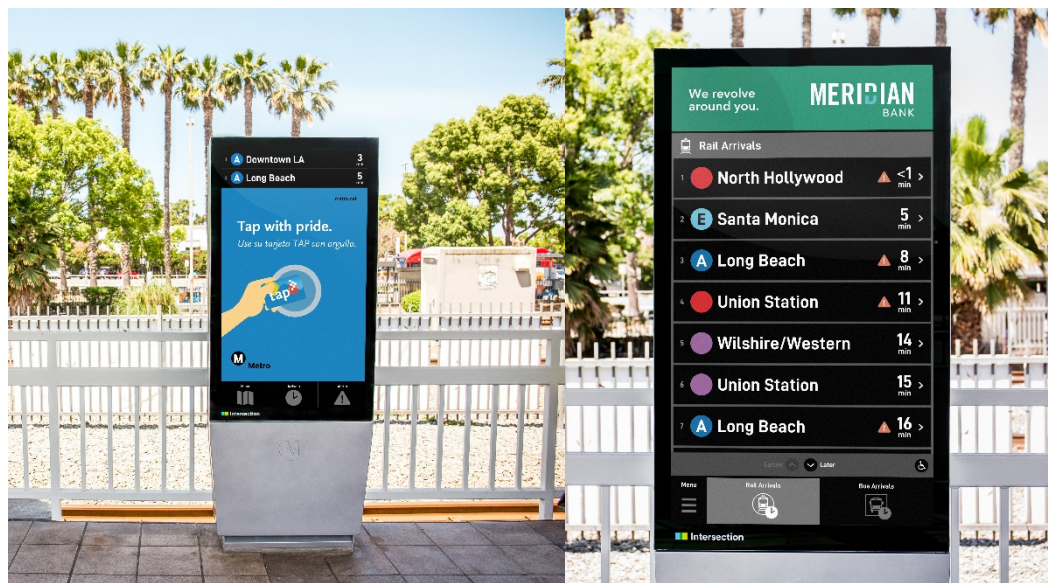 A Downtown LA 3 min
A Long Beach 5 min
metro.net
Tap with pride.
Use su tarjeta TAP con orgullo.
tap
M Metro
Intersection
We revolve
around you.
MERIDIAN
BANK
Rail Arrivals
1 North Hollywood <1 min
2 E Santa Monica 5 min
3 A Long Beach 8 min
4 Union Station 11 min
5 Wilshire/Western 14 min
6 Union Station 15 min
7 A Long Beach 16 min
Earlier Later
Menu Rail Arrivals Bus Arrivals
Intersection